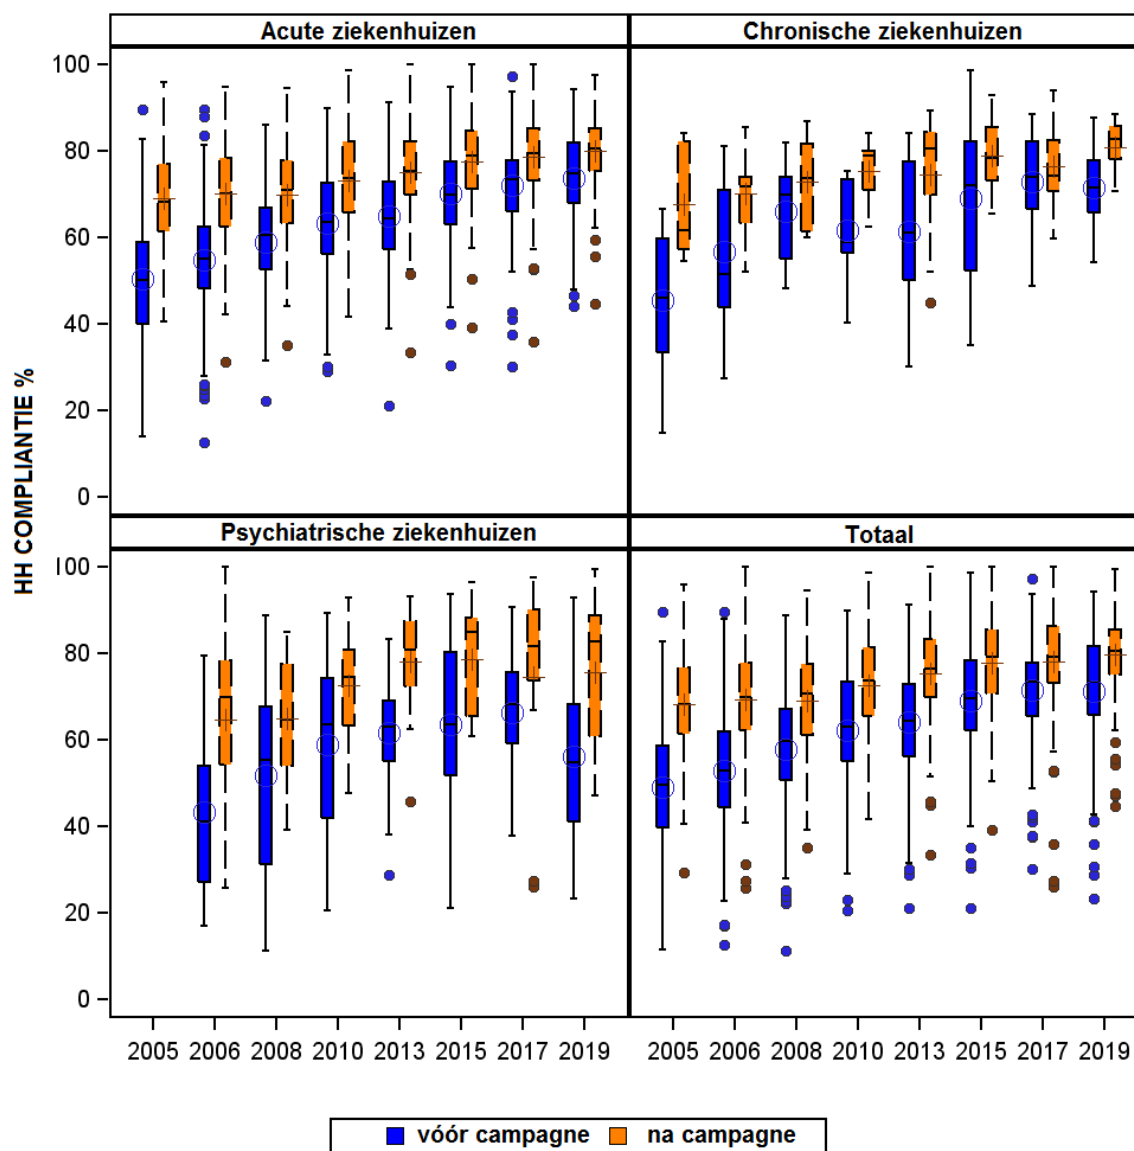 Acute ziekenhuizen
Chronische ziekenhuizen
100
80
60
40
20
0
HH COMPLIANTIE %
Psychiatrische ziekenhuizen
Totaal
100
80
60
40
20
0
2005 2006 2008 2010 2013 2015 2017 2019
2005 2006 2008 2010 2013 2015 2017 2019
vóór campagne
na campagne